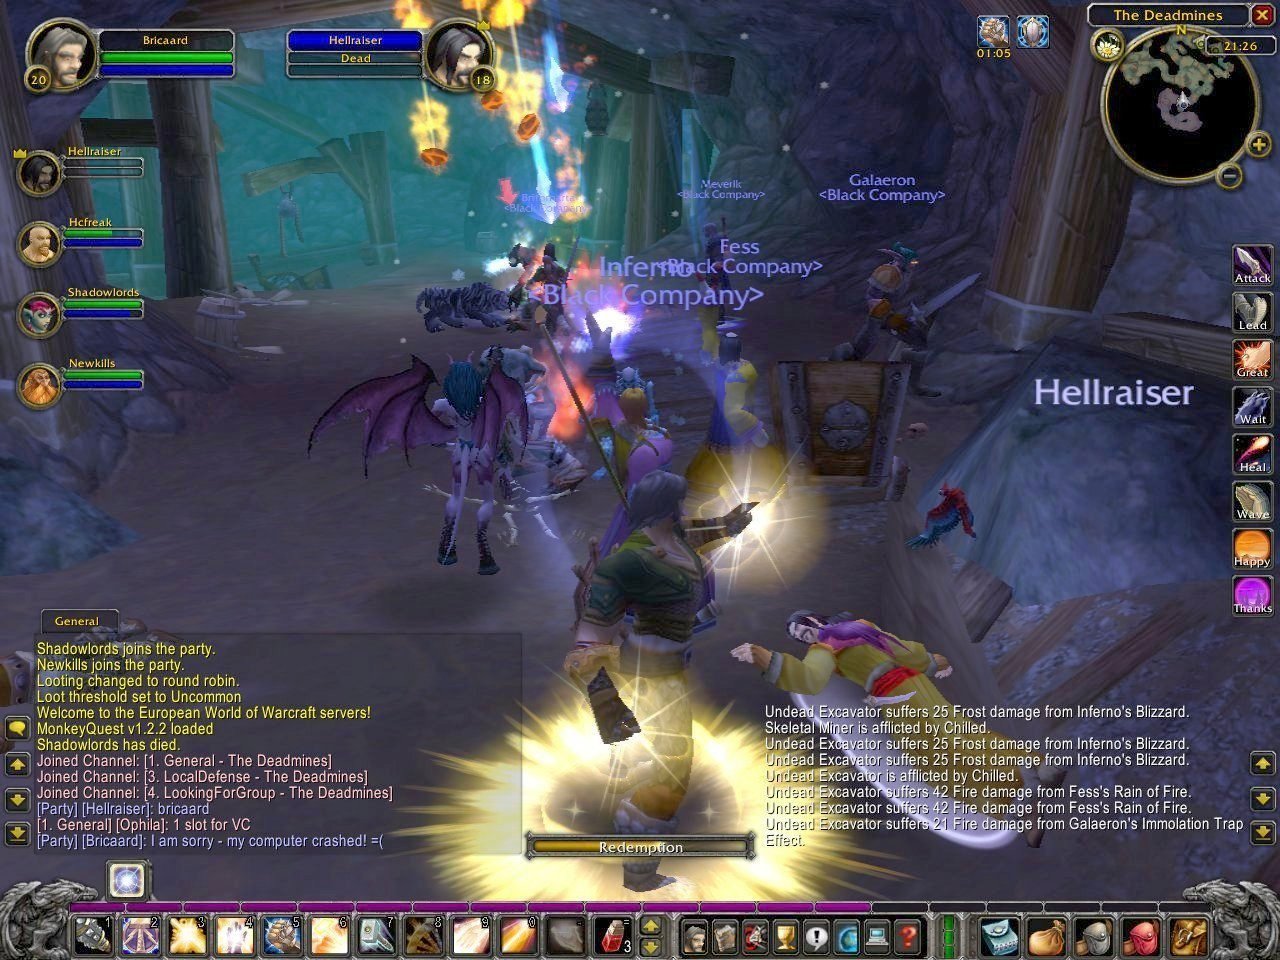 The Deadmines
N
21:26
01:05
Bricaard
20
Hellraiser
Dead
18
Hellraiser
Hcfreak
Shadowlords
Newkills
<Black Company>
Meverik
<Black Company>
Galaeron
<Black Company>
Fess
<Black Company>
Inferno
<Black Company>
Hellraiser
Attack
Lead
Great
Wait
Heal
Wave
Happy
Thanks
General
Shadowlords joins the party.
Newkills joins the party.
Looting changed to round robin.
Loot threshold set to Uncommon
Welcome to the European World of Warcraft servers!
MonkeyQuest v1.2.2 loaded
Shadowlords has died.
Joined Channel: [1. General - The Deadmines]
Joined Channel: [3. LocalDefense - The Deadmines]
Joined Channel: [4. LookingForGroup - The Deadmines]
[Party] [Hellraiser]: bricaard
[1. General] [Ophila]: 1 slot for VC
[Party] [Bricaard]: I am sorry - my computer crashed! =(
Undead Excavator suffers 25 Frost damage from Inferno's Blizzard.
Skeletal Miner is afflicted by Chilled.
Undead Excavator suffers 25 Frost damage from Inferno's Blizzard.
Undead Excavator suffers 25 Frost damage from Inferno's Blizzard.
Undead Excavator is afflicted by Chilled.
Undead Excavator suffers 42 Fire damage from Fess's Rain of Fire.
Undead Excavator suffers 42 Fire damage from Fess's Rain of Fire.
Undead Excavator suffers 21 Fire damage from Galaeron's Immolation Trap
Effect.
Redemption
1 2 3 4 5 6 7 8 9 0 - =
3